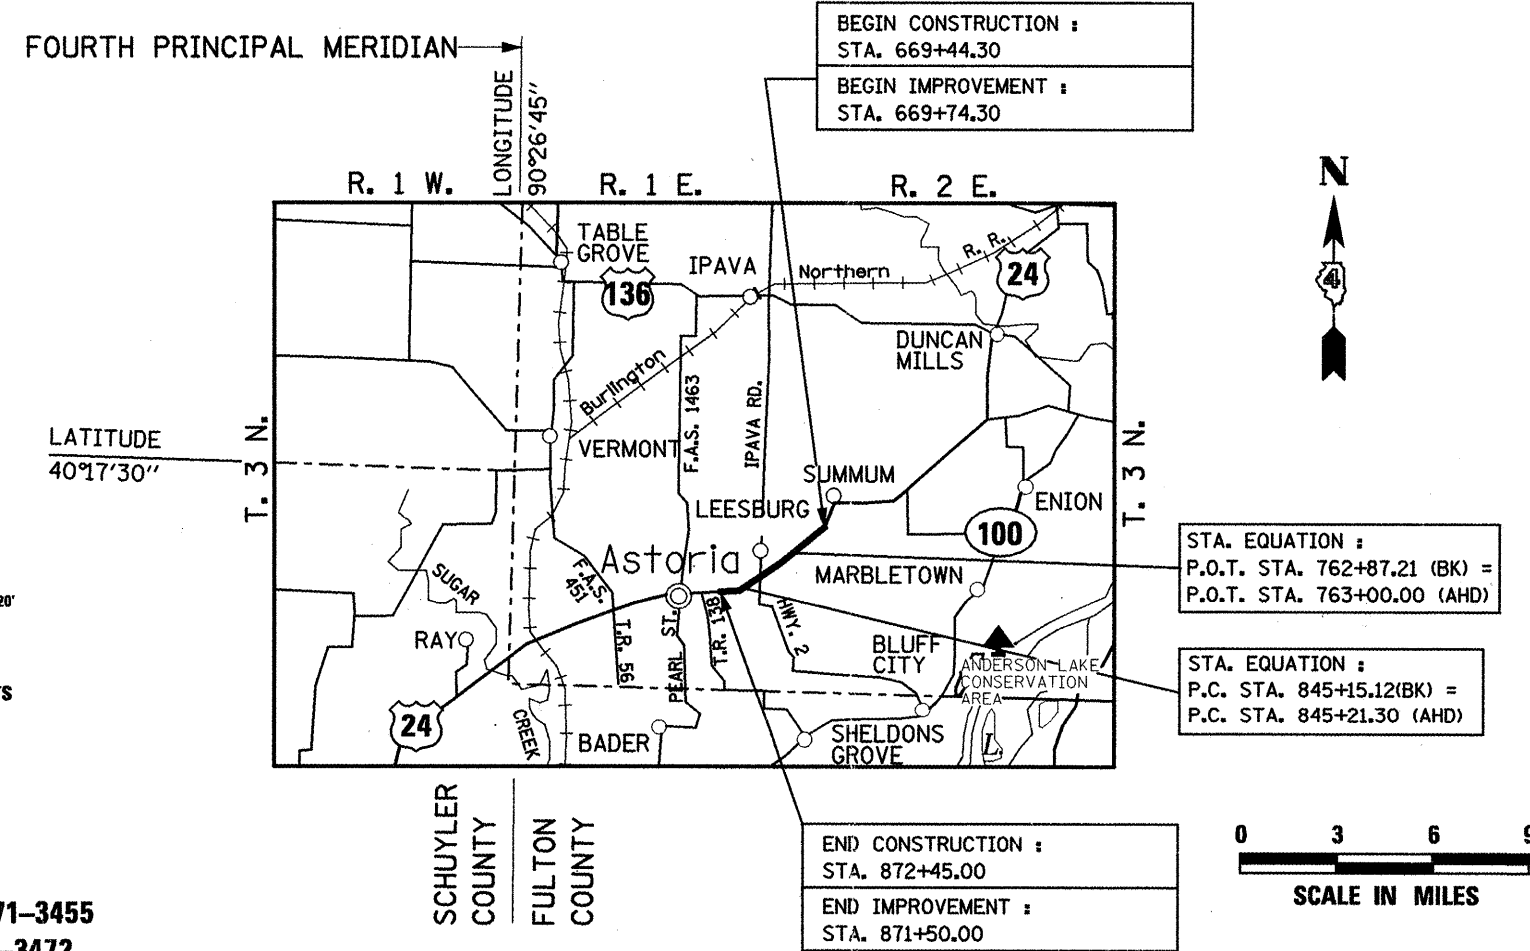 BEGIN CONSTRUCTION :
STA. 669+44.30
BEGIN IMPROVEMENT :
STA. 669+74.30
FOURTH PRINCIPAL MERIDIAN
LONGITUDE
90°26'45"
R. 1 W.
R. 1 E.
R. 2 E.
N
4
TABLE
GROVE
136
IPAVA
Northern
R. R.
24
DUNCAN
MILLS
Burlington
F.A.S. 1463
IPAVA RD.
LATITUDE
40°17'30"
T. 3 N.
T. 3 N.
VERMONT
SUMMUM
LEESBURG
ENION
100
Astoria
MARBLETOWN
STA. EQUATION :
P.O.T. STA. 762+87.21 (BK) =
P.O.T. STA. 763+00.00 (AHD)
SUGAR
F.A.S.
451
20'
RAY
T.R. 56
PEARL ST.
T.R. 138
HWY. 2
BLUFF
CITY
ANDERSON LAKE
CONSERVATION
AREA
STA. EQUATION :
P.C. STA. 845+15.12(BK) =
P.C. STA. 845+21.30 (AHD)
TS
24
CREEK
BADER
SHELDONS
GROVE
L.
SCHUYLER
COUNTY
FULTON
COUNTY
END CONSTRUCTION :
STA. 872+45.00
END IMPROVEMENT :
STA. 871+50.00
0 3 6 9
SCALE IN MILES
71–3455
–3472